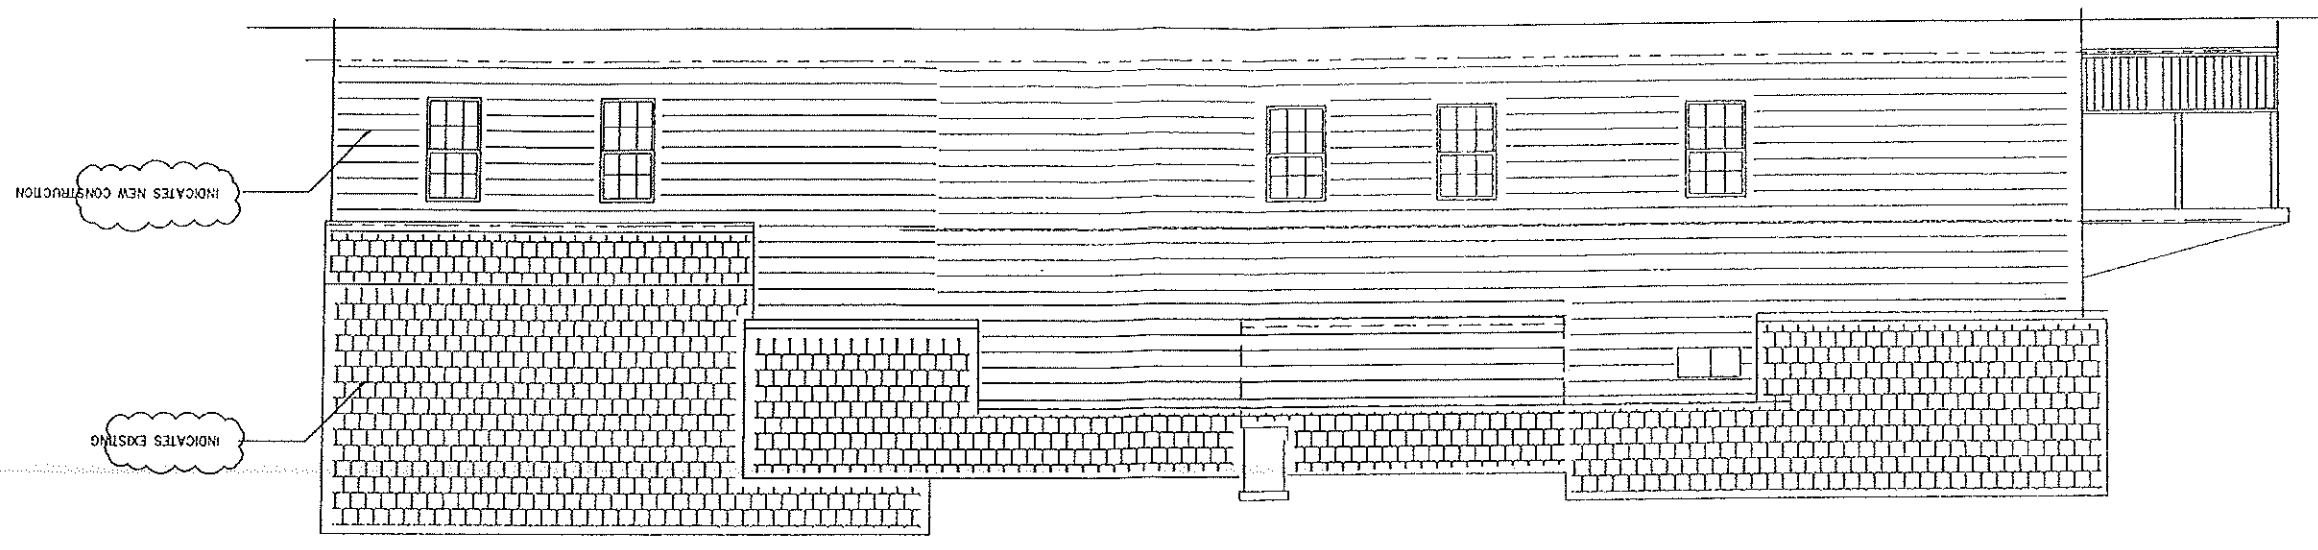 INDICATES EXISTING
INDICATES NEW CONSTRUCTION